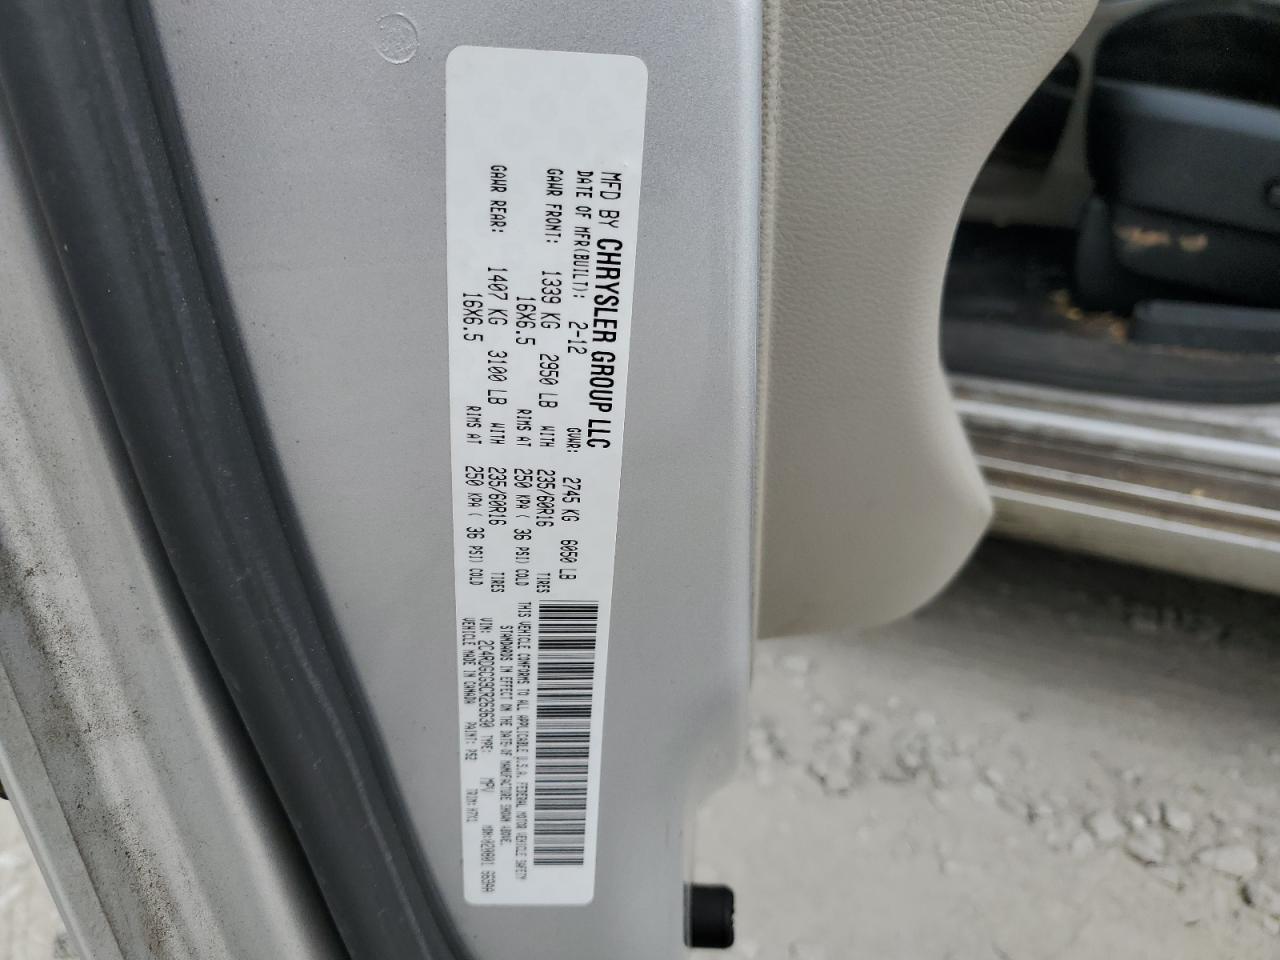 MFD BY CHRYSLER GROUP LLC
DATE OF MFR(BUILT): 2-12 GVWR: 2745 KG 6050 LB
GAWR FRONT: 1339 KG 2950 LB WITH 235/60R16 TIRES
16X6.5 RIMS AT 250 KPA( 36 PSI) COLD
GAWR REAR: 1407 KG 3100 LB WITH 235/60R16 TIRES
16X6.5 RIMS AT 250 KPA( 36 PSI) COLD
THIS VEHICLE CONFORMS TO ALL APPLICABLE U.S.A. FEDERAL MOTOR VEHICLE SAFETY
STANDARDS IN EFFECT ON THE DATE OF MANUFACTURE SHOWN ABOVE.
VIN: 2C4RDGCG9CR263630 TYPE: MPV
VEHICLE MADE IN CANADA PAINT: PS2